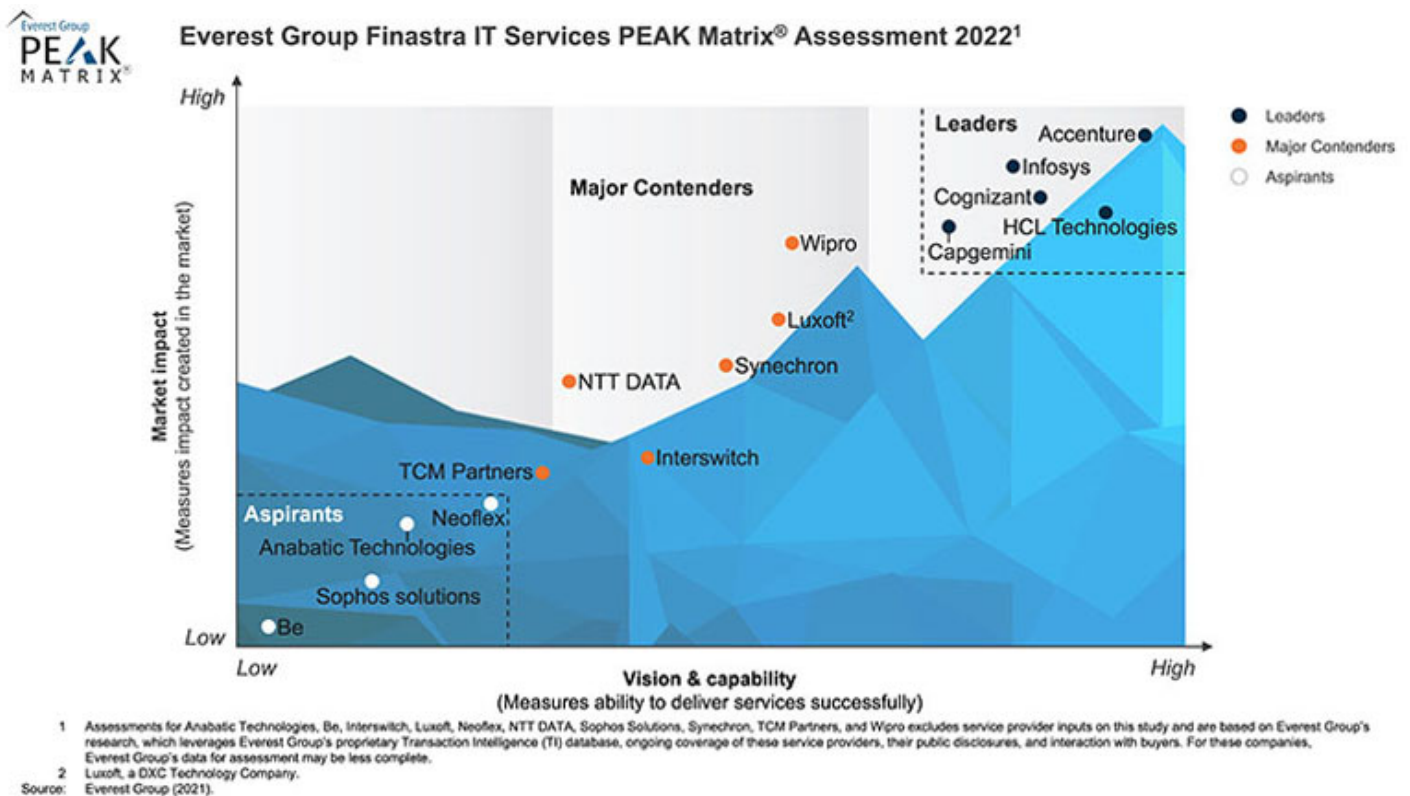 Everest Group
PEAK
MATRIX®
Everest Group Finastra IT Services PEAK Matrix® Assessment 2022¹
High
Leaders
Accenture
Infosys
Cognizant
HCL Technologies
Capgemini
Leaders
Major Contenders
Aspirants
Major Contenders
Wipro
Luxoft²
Synechron
NTT DATA
Interswitch
TCM Partners
Aspirants
Neoflex
Anabatic Technologies
Sophos solutions
Be
Market impact
(Measures impact created in the market)
Low
Low
High
Vision & capability
(Measures ability to deliver services successfully)
1 Assessments for Anabatic Technologies, Be, Interswitch, Luxoft, Neoflex, NTT DATA, Sophos Solutions, Synechron, TCM Partners, and Wipro excludes service provider inputs on this study and are based on Everest Group's
research, which leverages Everest Group's proprietary Transaction Intelligence (TI) database, ongoing coverage of these service providers, their public disclosures, and interaction with buyers. For these companies,
Everest Group's data for assessment may be less complete.
2 Luxoft, a DXC Technology Company.
Source: Everest Group (2021).